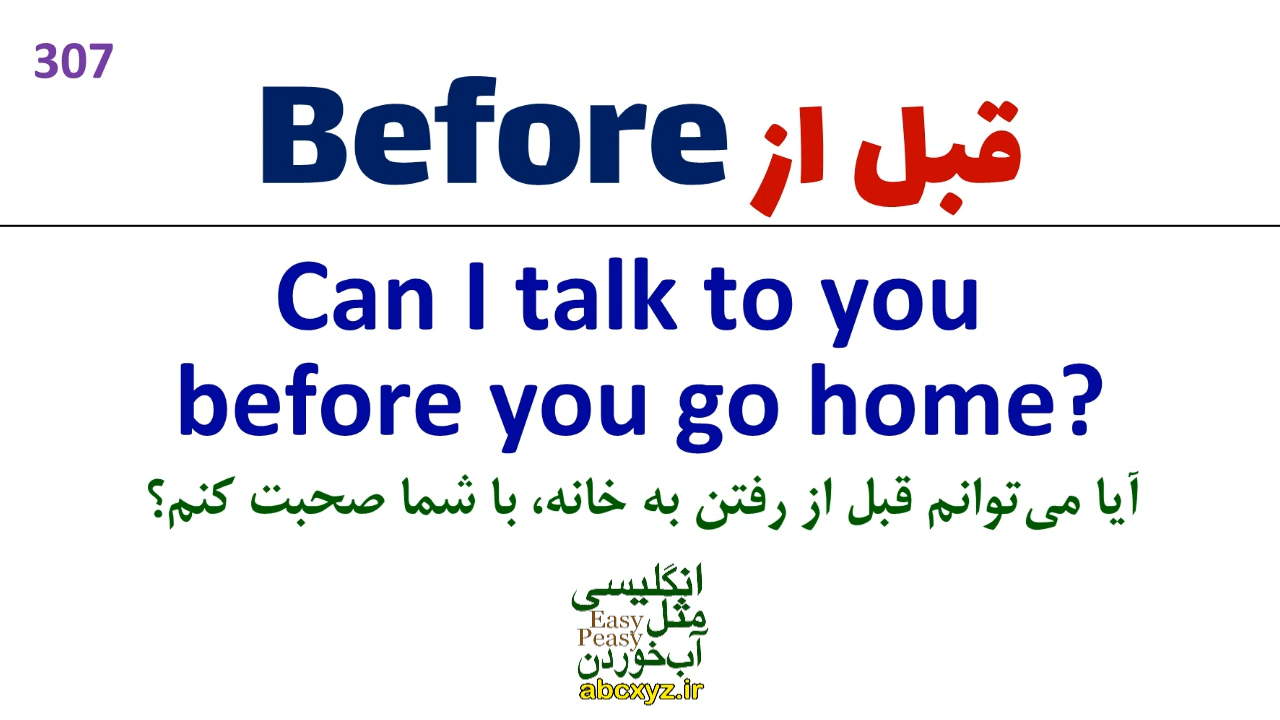 307
Before قبل از
Can I talk to you
before you go home?
آیا می‌توانم قبل از رفتن به خانه، با شما صحبت کنم؟
انگلیسی
مثل Easy
Peasy
آب‌خوردن
abcxyz.ir